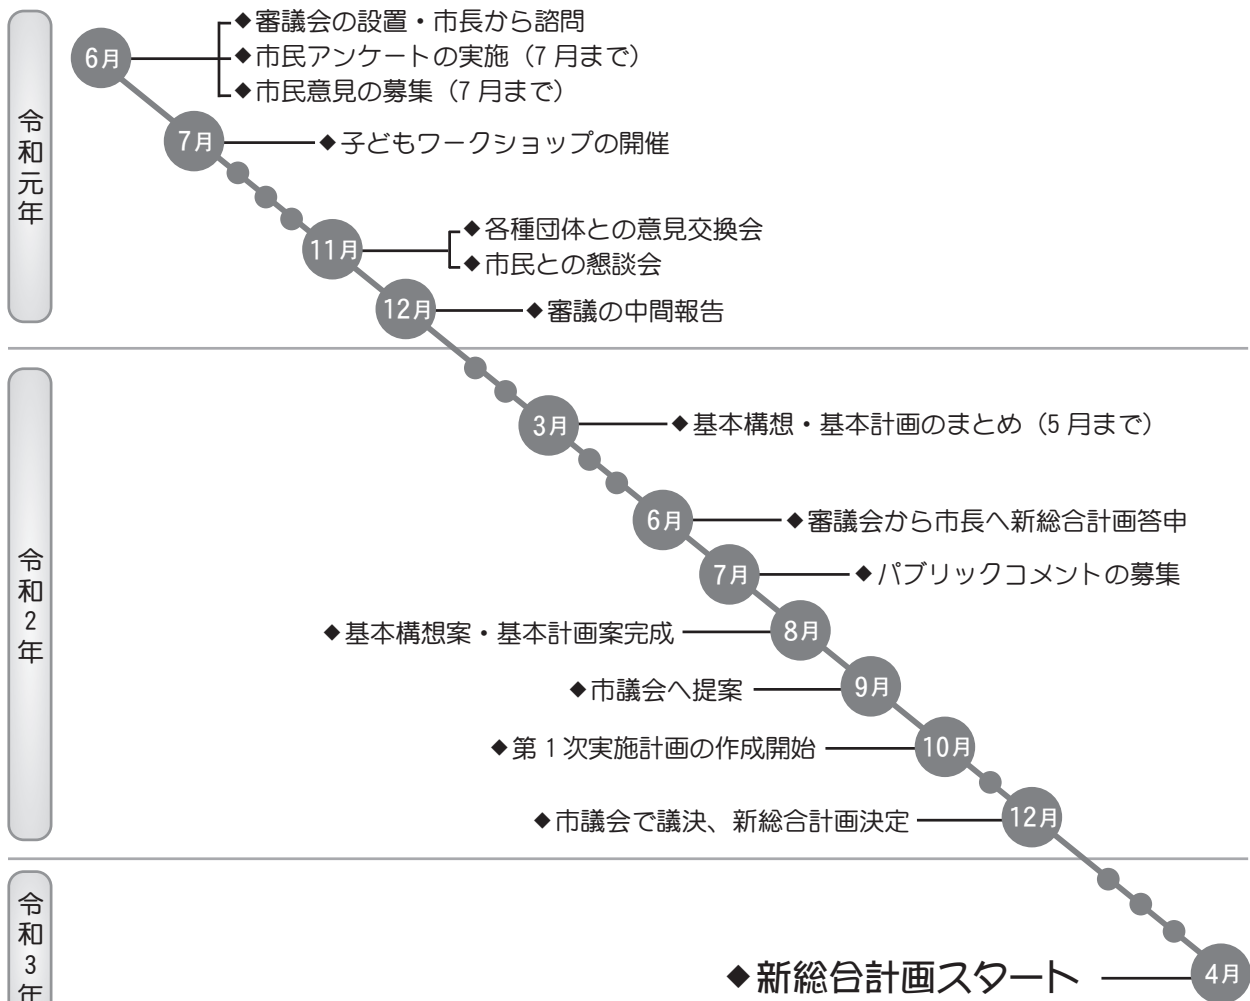 令和元年
6月
◆審議会の設置・市長から諮問
◆市民アンケートの実施（7月まで）
◆市民意見の募集（7月まで）
7月
◆子どもワークショップの開催
11月
◆各種団体との意見交換会
◆市民との懇談会
12月
◆審議の中間報告
令和2年
3月
◆基本構想・基本計画のまとめ（5月まで）
6月
◆審議会から市長へ新総合計画答申
7月
◆パブリックコメントの募集
◆基本構想案・基本計画案完成
8月
◆市議会へ提案
9月
◆第1次実施計画の作成開始
10月
◆市議会で議決、新総合計画決定
12月
令和3年
◆新総合計画スタート
4月